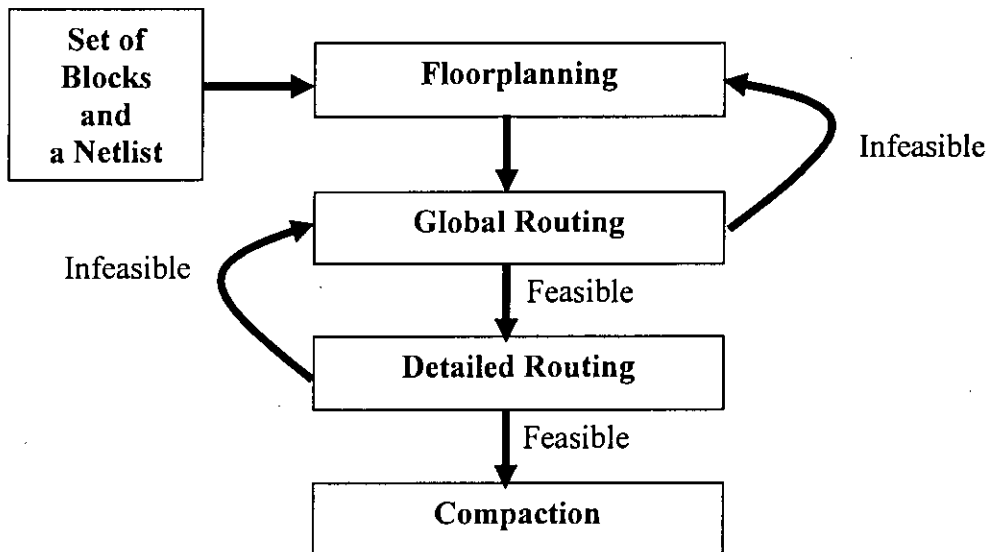 Set of
Blocks
and
a Netlist
Floorplanning
Infeasible
Global Routing
Infeasible
Feasible
Detailed Routing
Feasible
Compaction